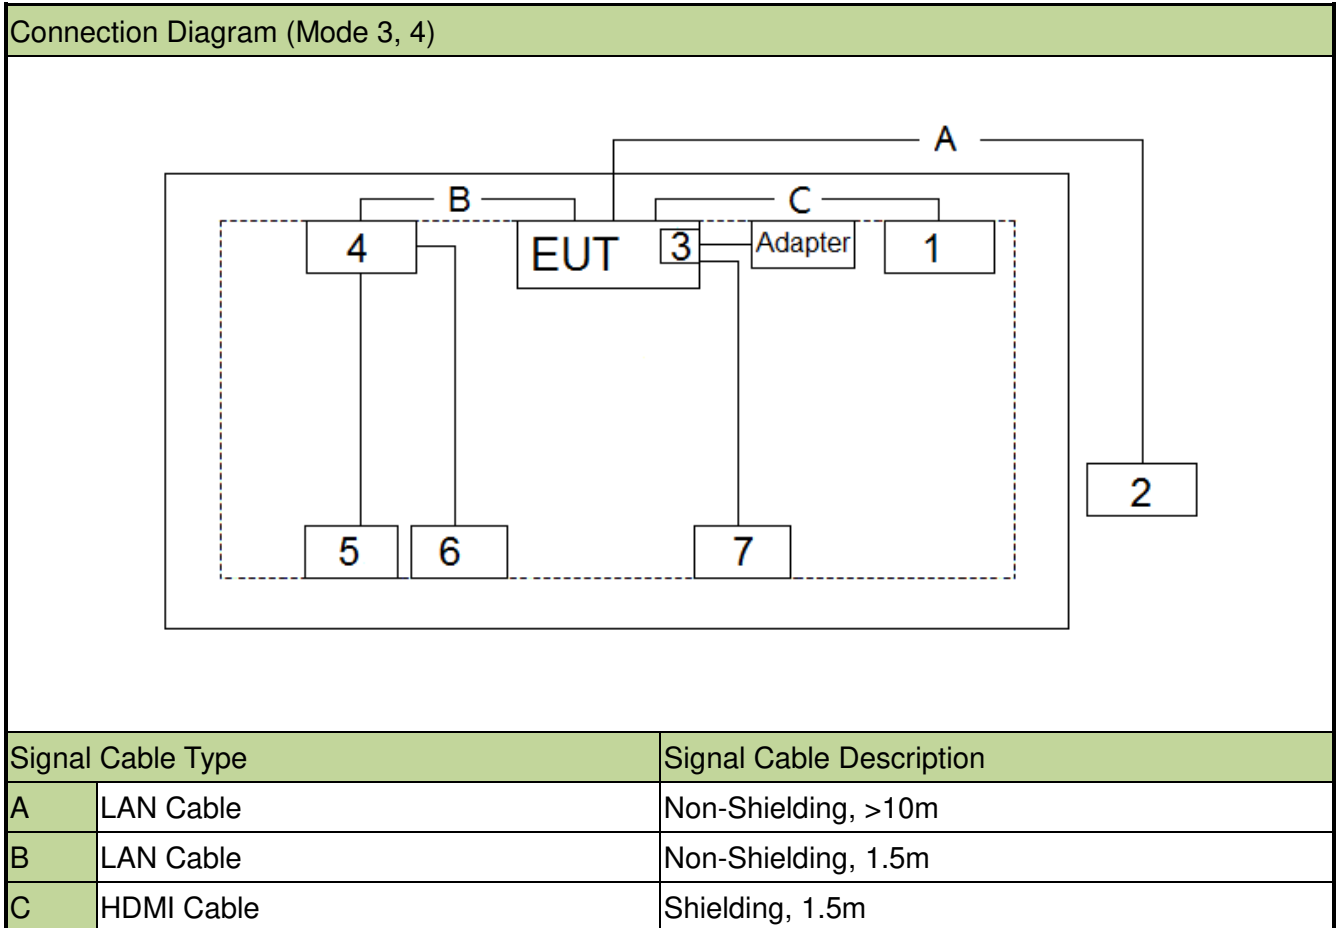 Connection Diagram (Mode 3, 4)
A
B
C
4
EUT
3
Adapter
1
2
5
6
7
Signal Cable Type Signal Cable Description
A LAN Cable Non-Shielding, >10m
B LAN Cable Non-Shielding, 1.5m
C HDMI Cable Shielding, 1.5m